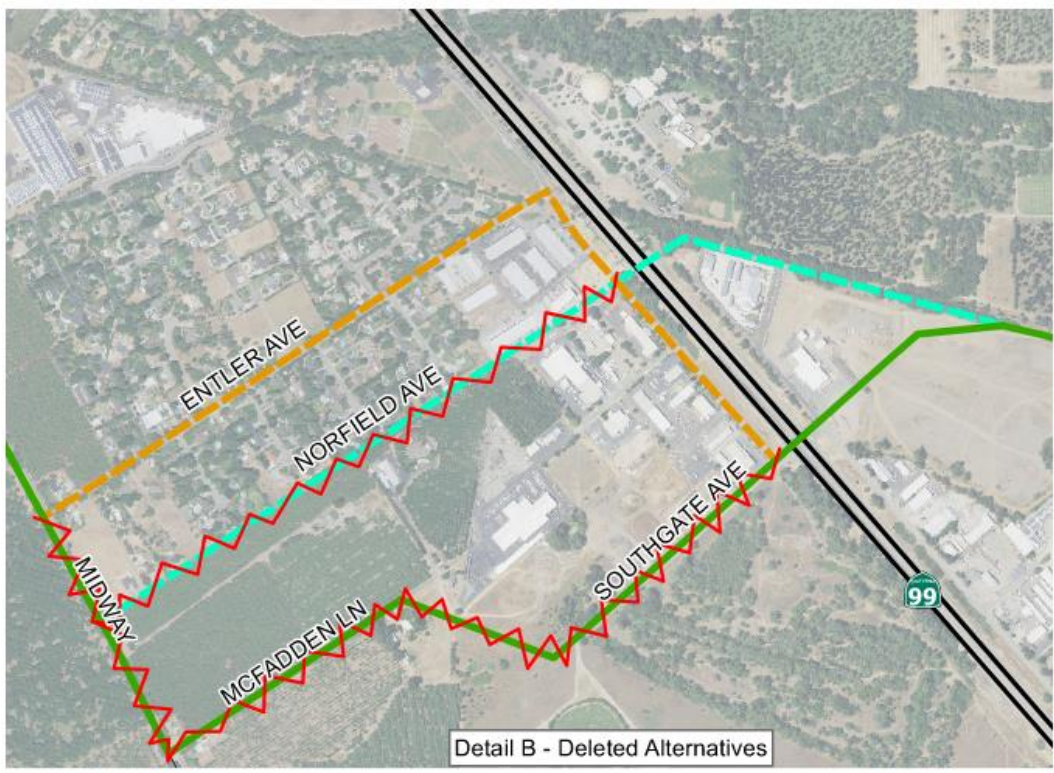 ENTLER AVE
NORFIELD AVE
MIDWAY
MCFADDEN LN
SOUTHGATE AVE
99
Detail B - Deleted Alternatives